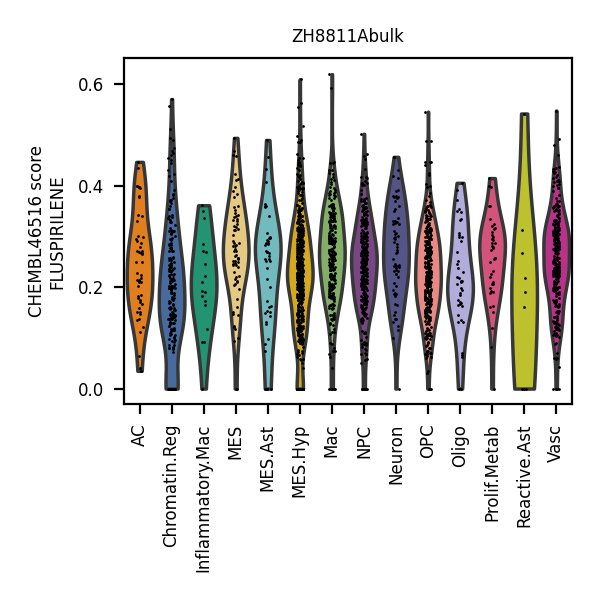 ZH8811Abulk
CHEMBL46516 score
FLUSPIRILENE
0.6
0.4
0.2
0.0
AC
Chromatin.Reg
Inflammatory.Mac
MES
MES.Ast
MES.Hyp
Mac
NPC
Neuron
OPC
Oligo
Prolif.Metab
Reactive.Ast
Vasc